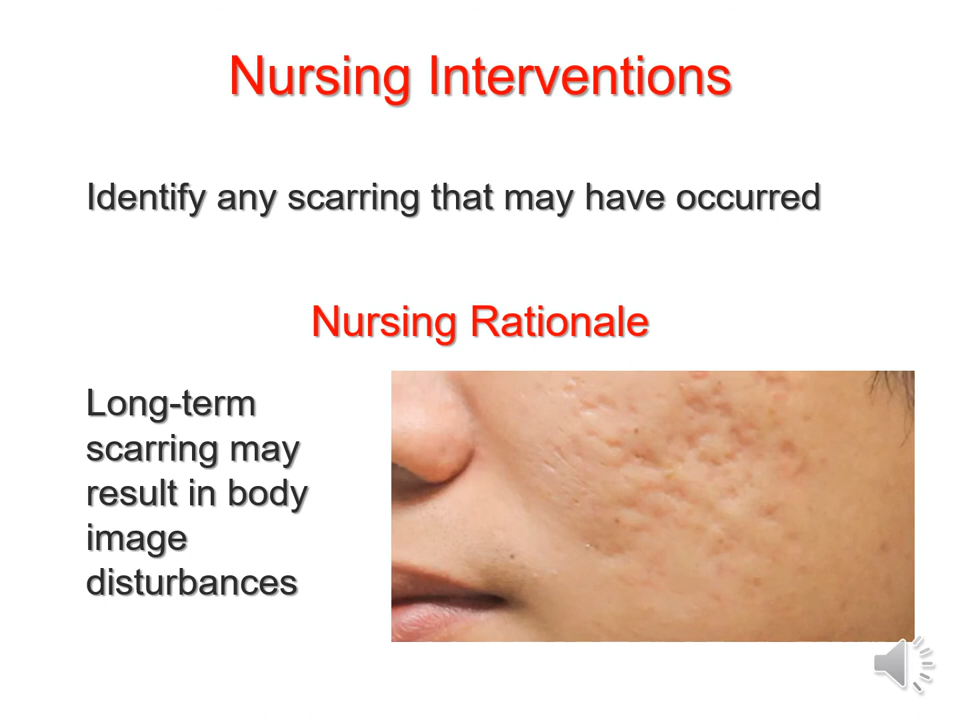 Nursing Interventions
Identify any scarring that may have occurred
Nursing Rationale
Long-term
scarring may
result in body
image
disturbances